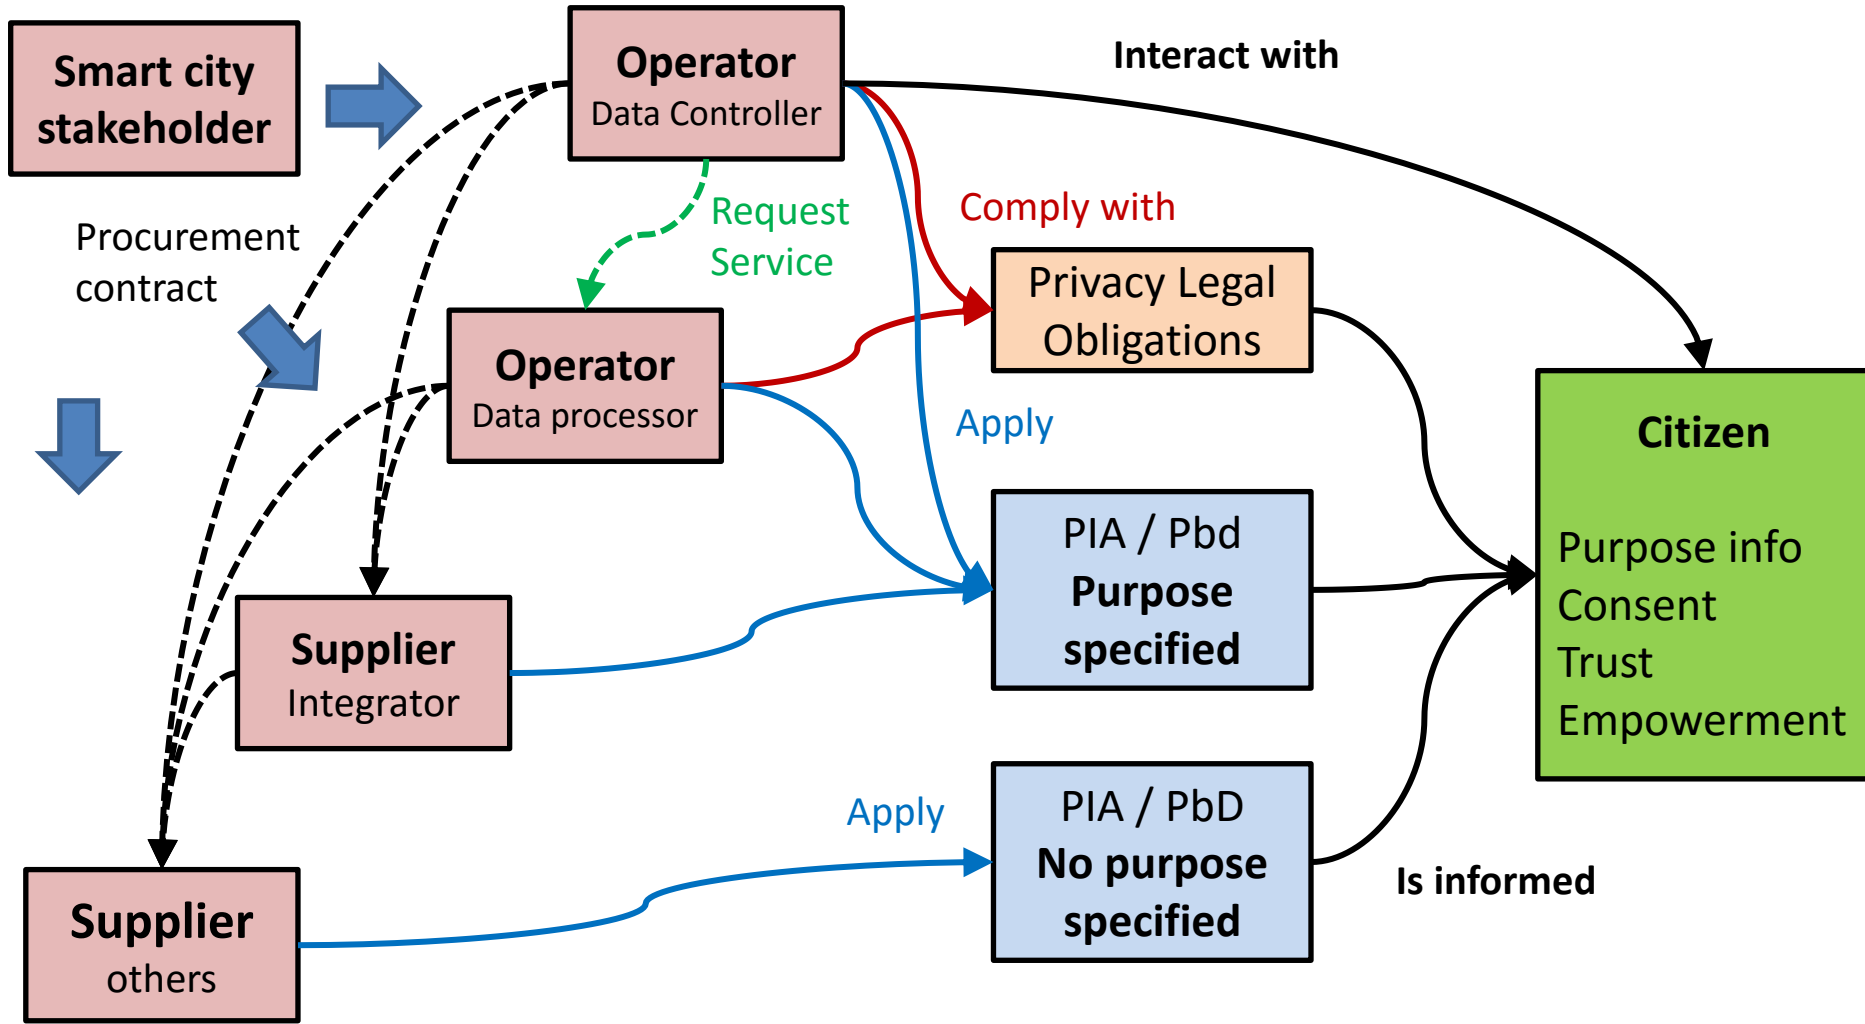 Smart city
stakeholder
Operator
Data Controller
Interact with
Procurement
contract
Request
Service
Comply with
Privacy Legal
Obligations
Operator
Data processor
Apply
Citizen
Purpose info
Consent
Trust
Empowerment
PIA / Pbd
Purpose
specified
Supplier
Integrator
Apply
PIA / PbD
No purpose
specified
Is informed
Supplier
others